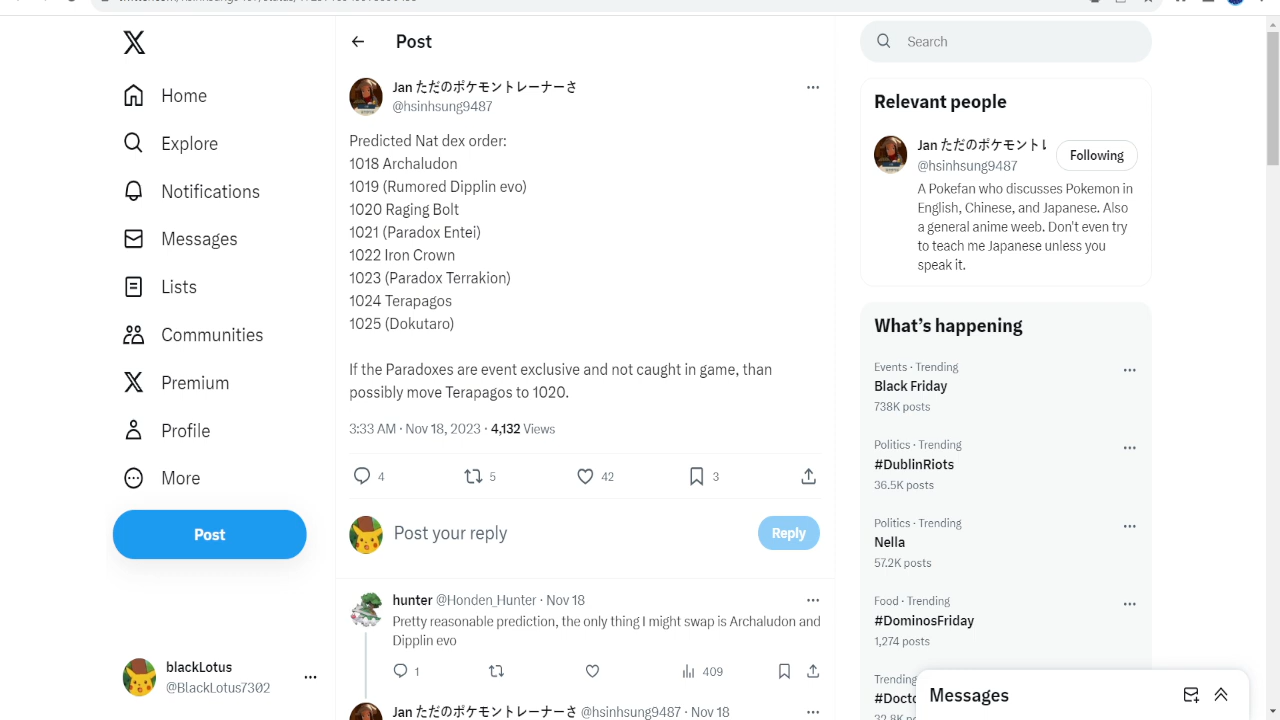 X
Home
Explore
Notifications
Messages
Lists
Communities
Premium
Profile
More
Post
blackLotus
@BlackLotus7302
Post
Jan ただのポケモントレーナーさ
@hsinhsung9487
Predicted Nat dex order:
1018 Archaludon
1019 (Rumored Dipplin evo)
1020 Raging Bolt
1021 (Paradox Entei)
1022 Iron Crown
1023 (Paradox Terrakion)
1024 Terapagos
1025 (Dokutaro)
If the Paradoxes are event exclusive and not caught in game, than
possibly move Terapagos to 1020.
3:33 AM · Nov 18, 2023 · 4,132 Views
4 5 42 3
Post your reply
Reply
hunter @Honden_Hunter · Nov 18
Pretty reasonable prediction, the only thing I might swap is Archaludon and
Dipplin evo
1 409
Jan ただのポケモントレーナーさ @hsinhsung9487 · Nov 18
Search
Relevant people
Jan ただのポケモント
@hsinhsung9487
Following
A Pokefan who discusses Pokemon in
English, Chinese, and Japanese. Also
a general anime weeb. Don't even try
to teach me Japanese unless you
speak it.
What's happening
Events · Trending
Black Friday
738K posts
Politics · Trending
#DublinRiots
36.5K posts
Politics · Trending
Nella
57.2K posts
Food · Trending
#DominosFriday
1,274 posts
Trending
#Docto
32.8K
Messages